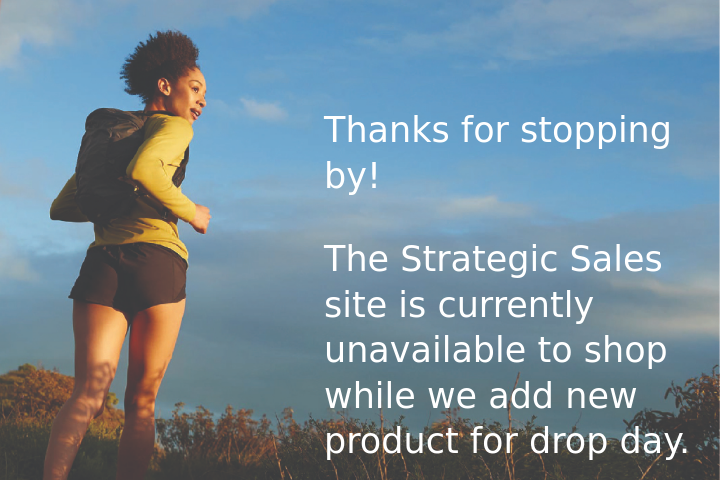 Thanks for stopping
by!
The Strategic Sales
site is currently
unavailable to shop
while we add new
product for drop day.